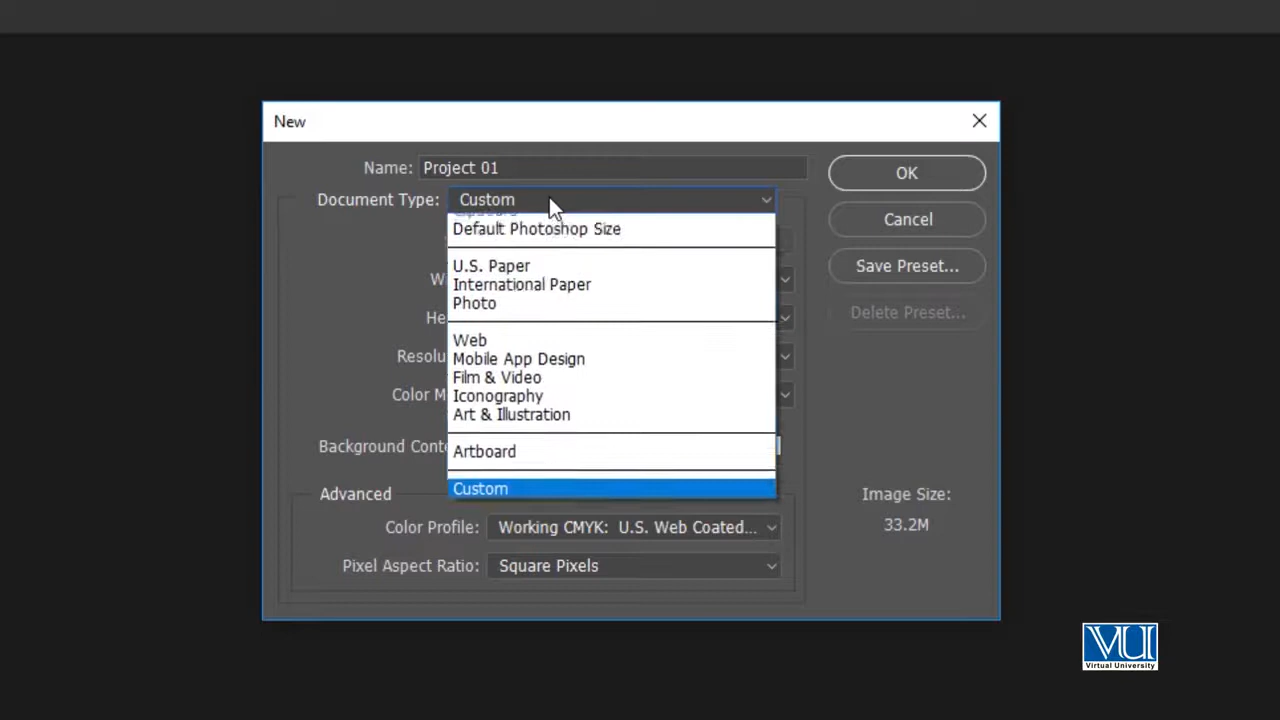 New
Name: Project 01
OK
Document Type: Custom
Default Photoshop Size
Cancel
U.S. Paper
International Paper
Photo
Save Preset...
Delete Preset...
Web
Mobile App Design
Film & Video
Iconography
Art & Illustration
Artboard
Custom
Advanced
Image Size:
33.2M
Color Profile: Working CMYK: U.S. Web Coated...
Pixel Aspect Ratio: Square Pixels
VU
Virtual University